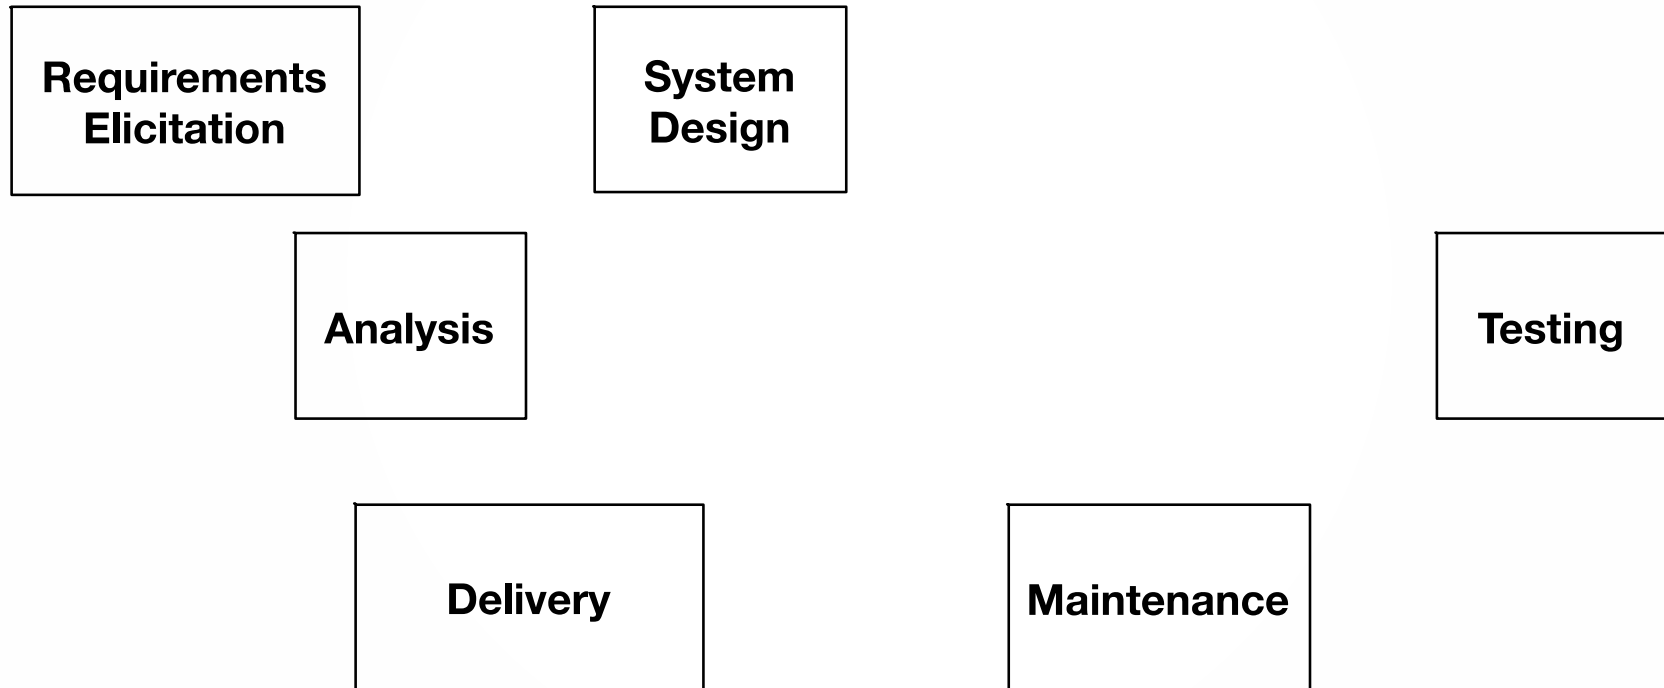 Requirements
Elicitation
System
Design
Analysis
Testing
Delivery
Maintenance